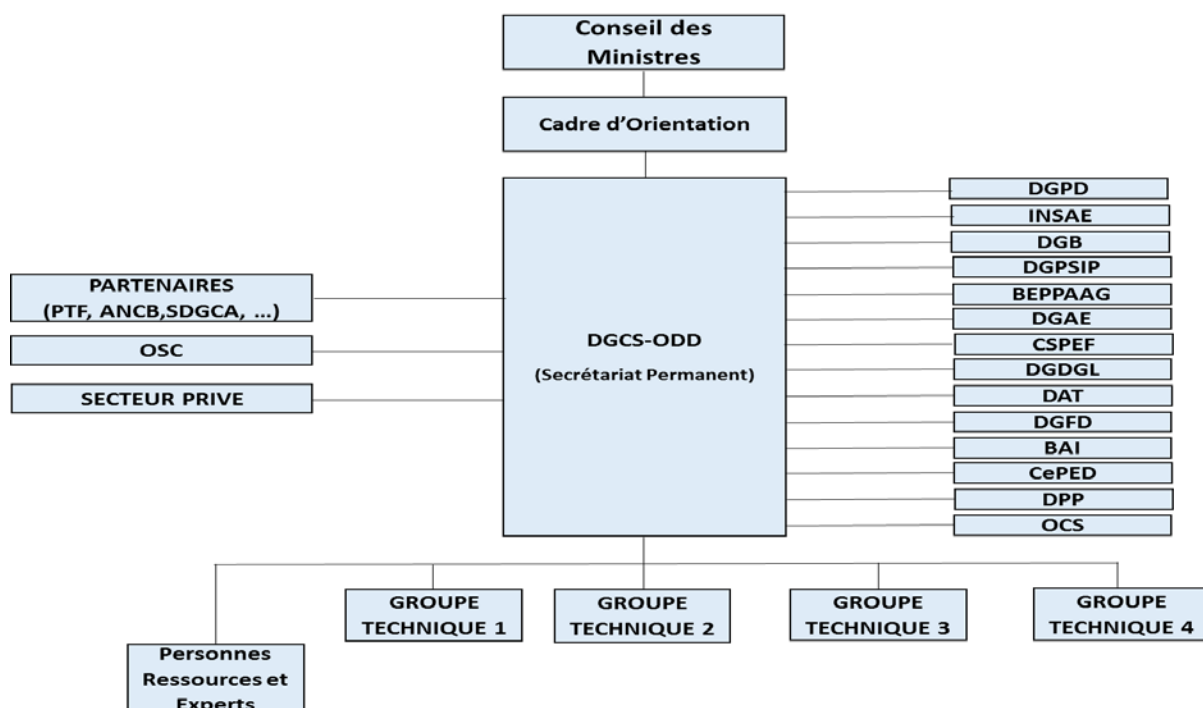 Conseil des
Ministres
Cadre d'Orientation
DGCS-ODD
(Secrétariat Permanent)
PARTENAIRES
(PTF, ANCB,SDGCA, ...)
OSC
SECTEUR PRIVE
DGPD
INSAE
DGB
DGPSIP
BEPPAAG
DGAE
CSPEF
DGDGL
DAT
DGFD
BAI
CePED
DPP
OCS
Personnes
Ressources et
Experts
GROUPE
TECHNIQUE 1
GROUPE
TECHNIQUE 2
GROUPE
TECHNIQUE 3
GROUPE
TECHNIQUE 4